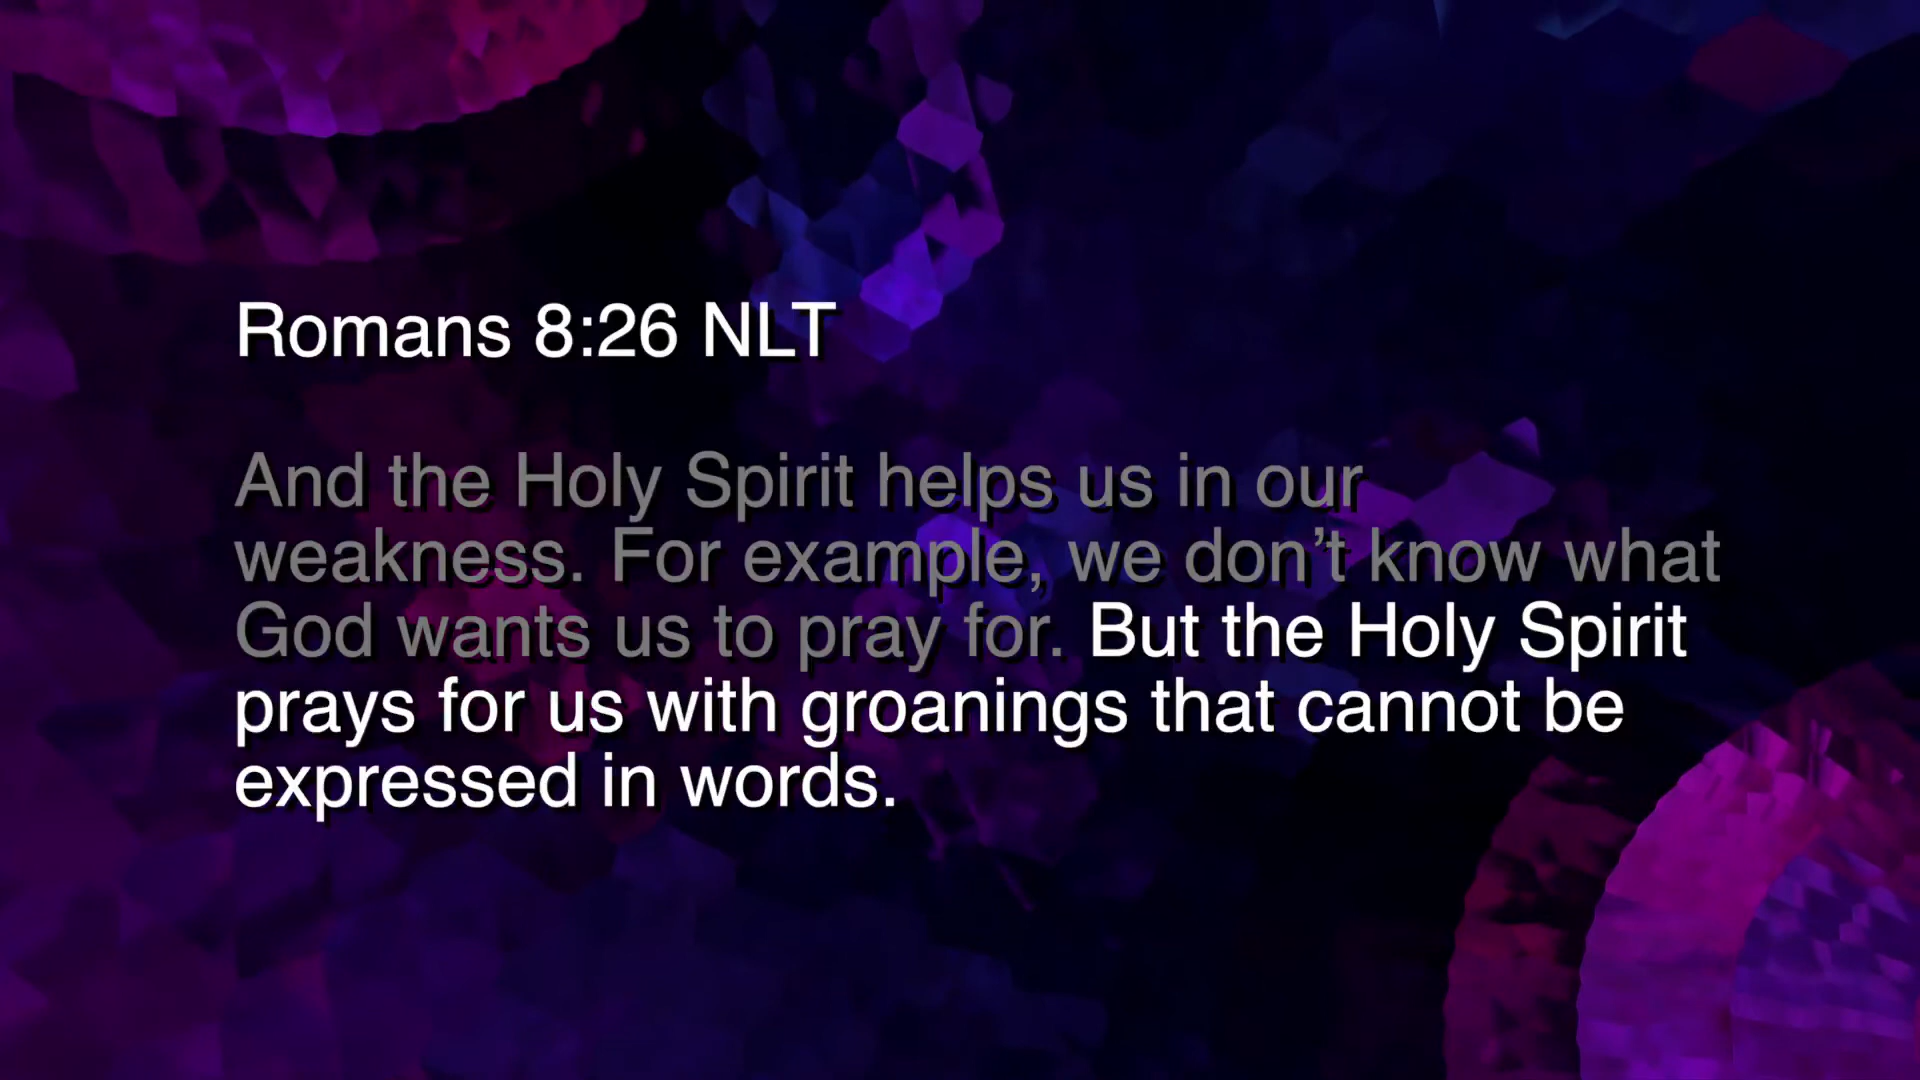 Romans 8:26 NLT
And the Holy Spirit helps us in our
weakness. For example, we don’t know what
God wants us to pray for. But the Holy Spirit
prays for us with groanings that cannot be
expressed in words.